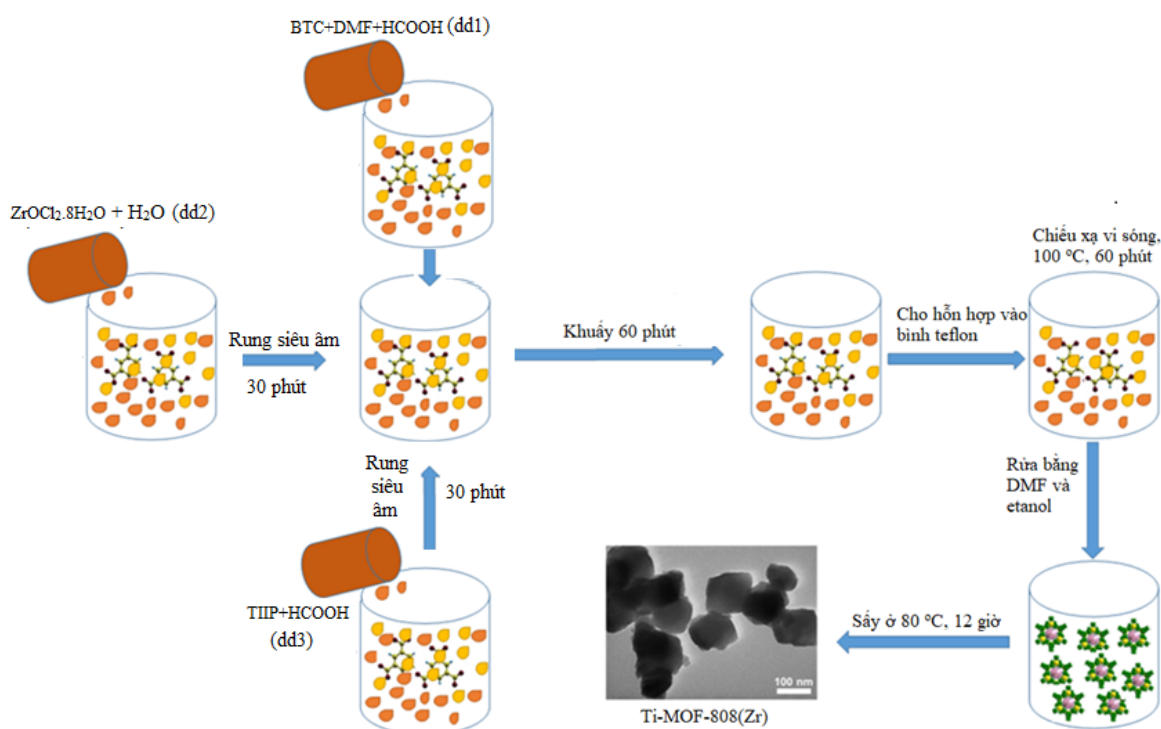 BTC+DMF+HCOOH (dd1)
ZrOCl₂.8H₂O + H₂O (dd2)
Chiếu xạ vi sóng,
100 ºC, 60 phút
Rung siêu âm
30 phút
Khuấy 60 phút
Cho hỗn hợp vào
bình teflon
Rung
siêu
âm
30 phút
Rửa bằng
DMF và
etanol
TIIP+HCOOH
(dd3)
Sấy ở 80 ºC, 12 giờ
100 nm
Ti-MOF-808(Zr)